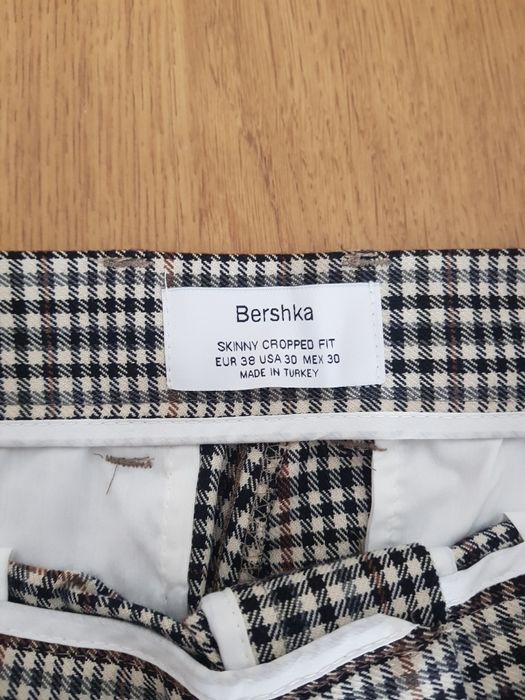 Bershka
SKINNY CROPPED FIT
EUR 38 USA 30 MEX 30
MADE IN TURKEY